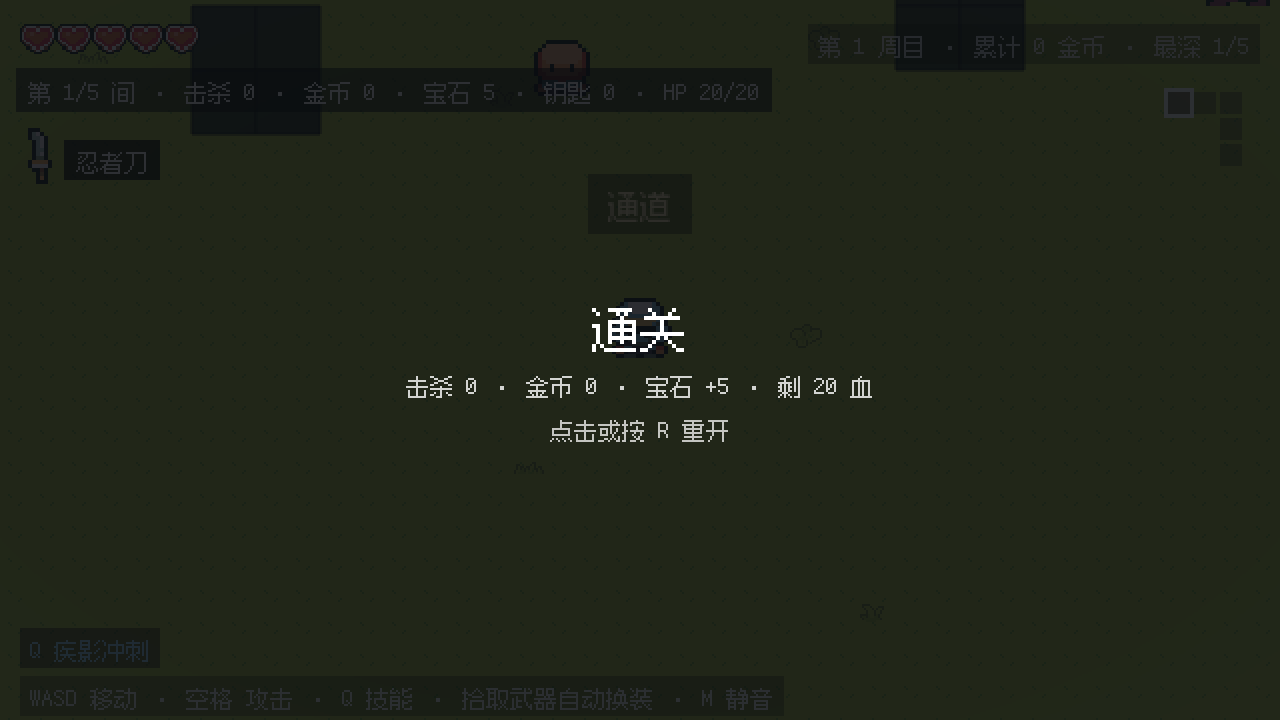 第 1 周目 · 累计 0 金币 · 最深 1/5
第 1/5 间 · 击杀 0 · 金币 0 · 宝石 5 · 钥匙 0 · HP 20/20
忍者刀
通道
通关
击杀 0 · 金币 0 · 宝石 +5 · 剩 20 血
点击或按 R 重开
Q 疾影冲刺
WASD 移动 · 空格 攻击 · Q 技能 · 拾取武器自动换装 · M 静音